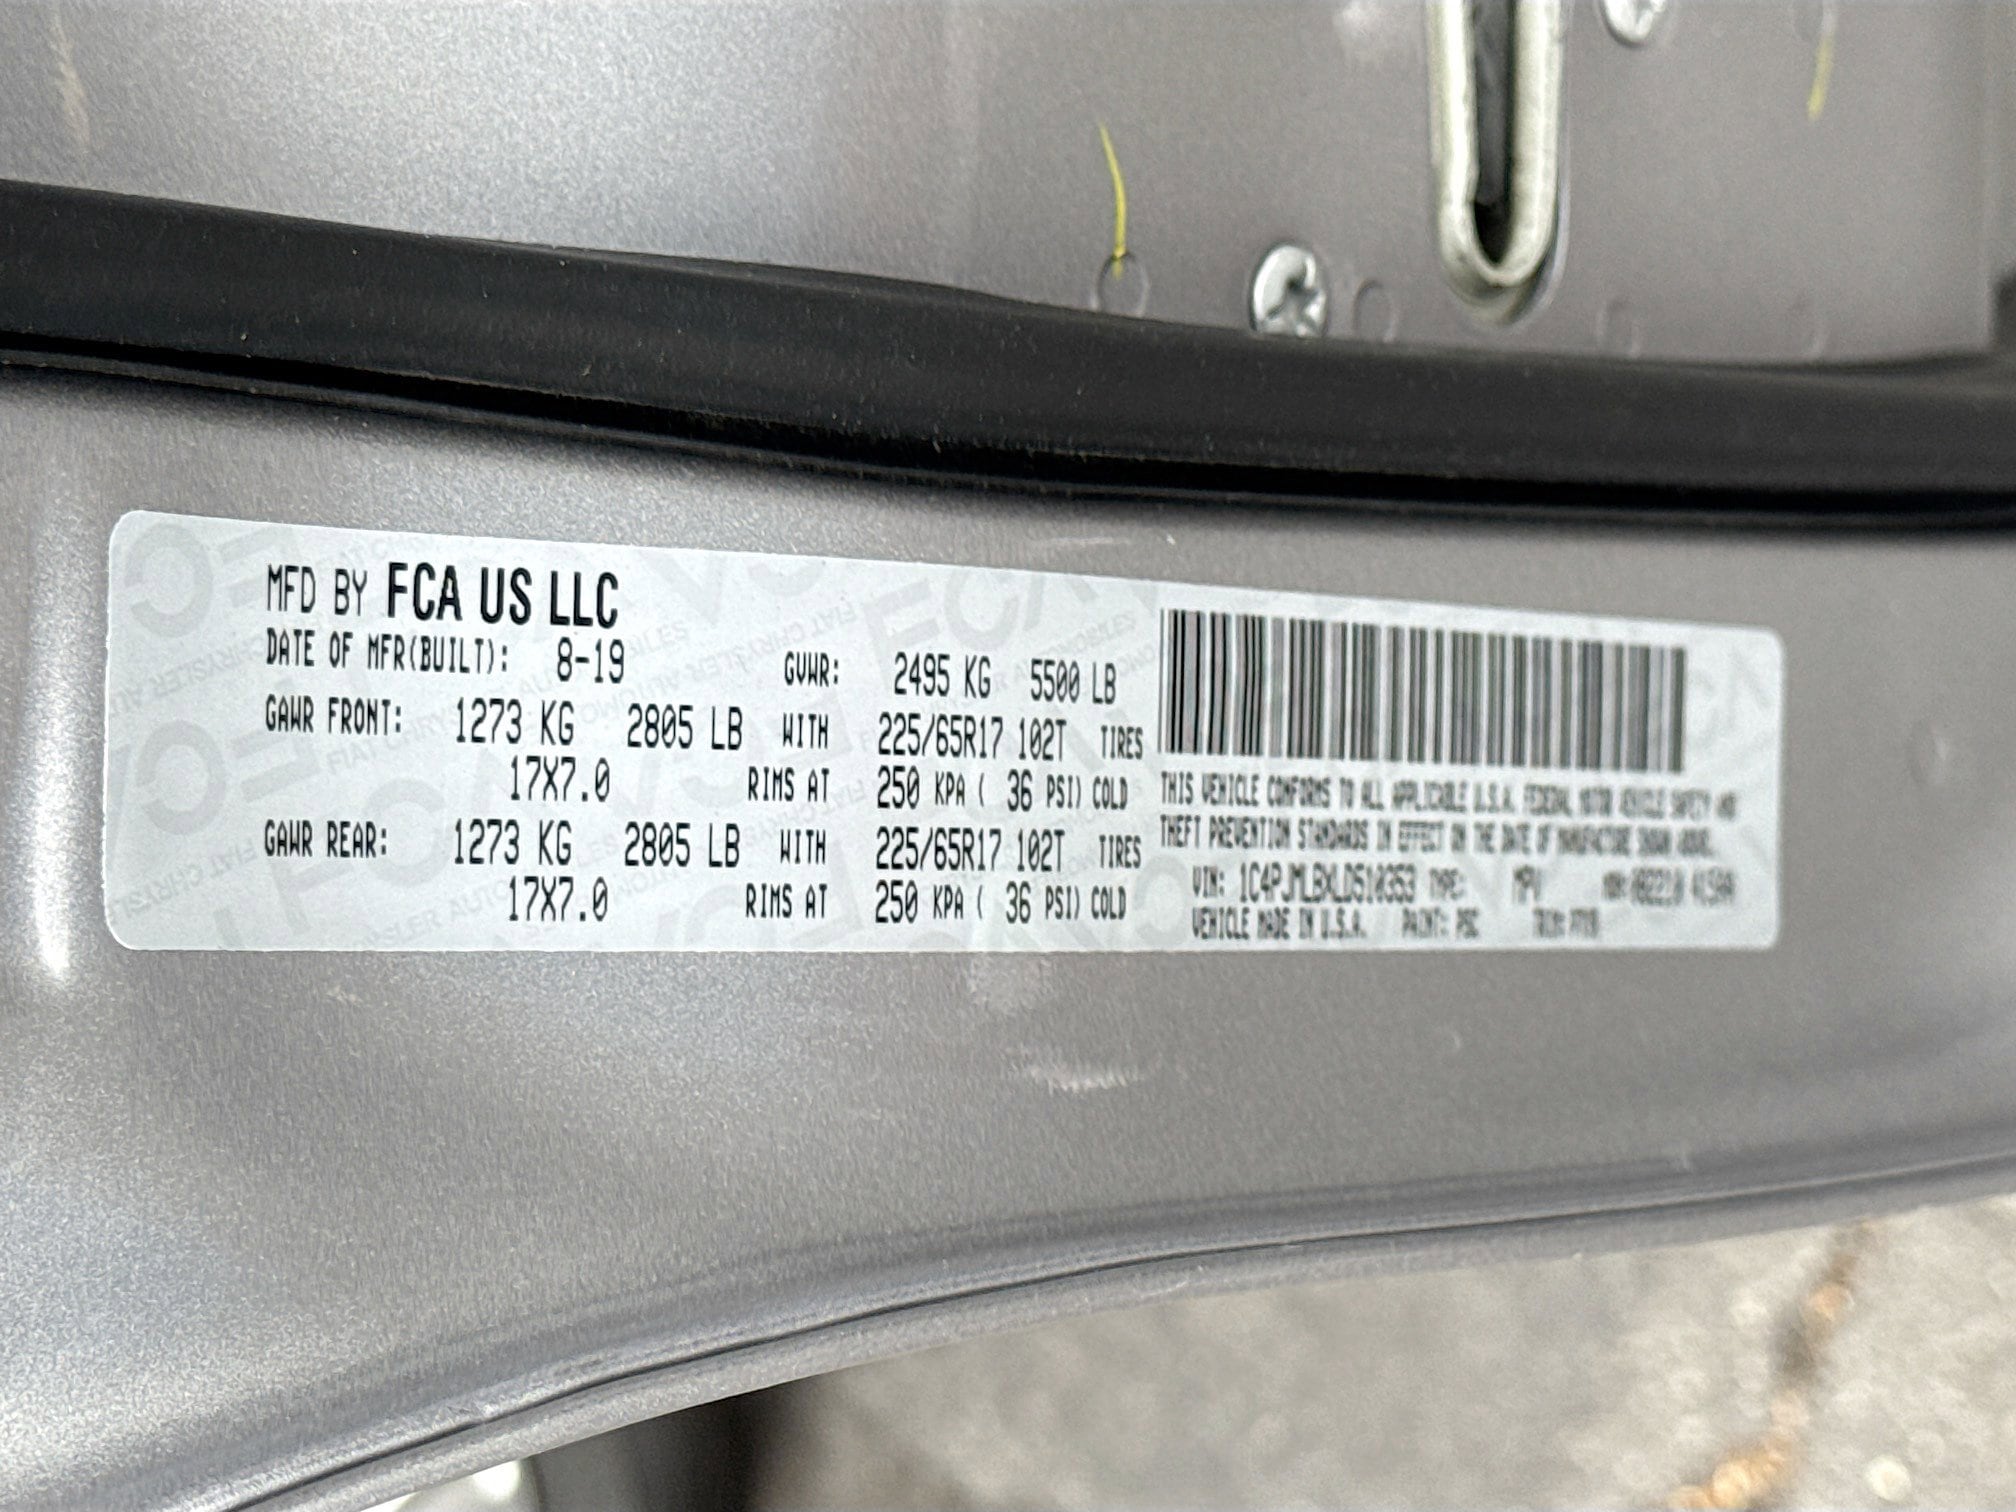 MFD BY FCA US LLC
DATE OF MFR(BUILT): 8-19 GVWR: 2495 KG 5500 LB
GAWR FRONT: 1273 KG 2805 LB WITH 225/65R17 102T TIRES
17X7.0 RIMS AT 250 KPA ( 36 PSI) COLD
GAWR REAR: 1273 KG 2805 LB WITH 225/65R17 102T TIRES
17X7.0 RIMS AT 250 KPA ( 36 PSI) COLD
THIS VEHICLE CONFORMS TO ALL APPLICABLE U.S.A. FEDERAL MOTOR VEHICLE SAFETY AND
THEFT PREVENTION STANDARDS IN EFFECT ON THE DATE OF MANUFACTURE SHOWN ABOVE.
VIN: 1C4PJMLBXLD510353 TYPE: MPV
VEHICLE MADE IN U.S.A. PAINT: PSC TRIM: